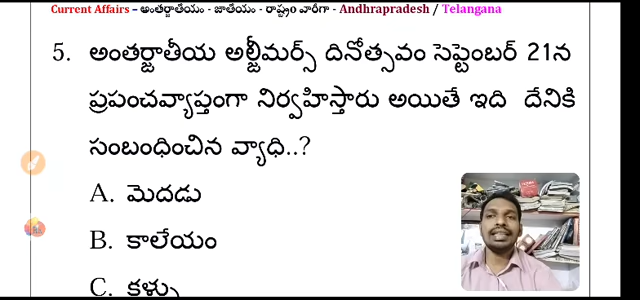 Current Affairs – అంతర్జాతీయం - జాతీయం - రాష్ట్రం వారీగా - Andhrapradesh / Telangana
5. అంతర్జాతీయ అల్జీమర్స్ దినోత్సవం సెప్టెంబర్ 21న
ప్రపంచవ్యాప్తంగా నిర్వహిస్తారు అయితే ఇది దేనికి
సంబంధించిన వ్యాధి..?
A. మెదడు
B. కాలేయం
C. కళ్ళు